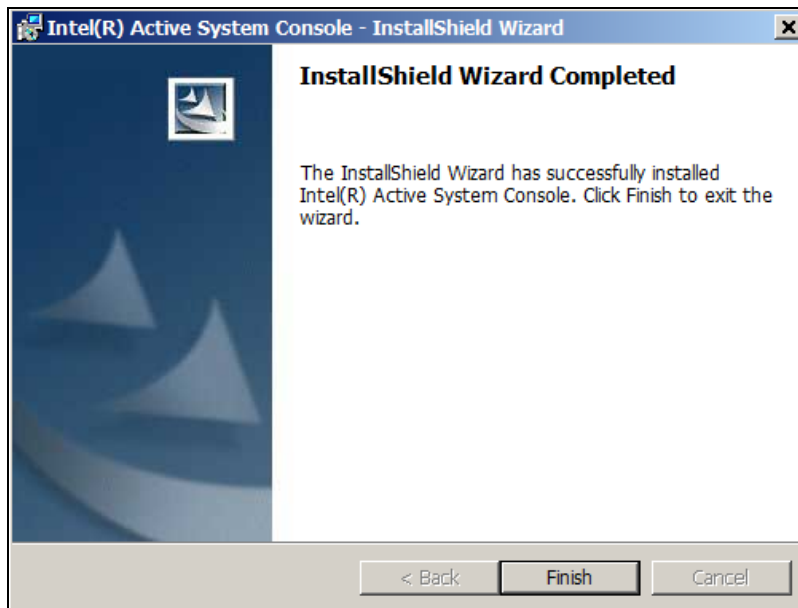 Intel(R) Active System Console - InstallShield Wizard
InstallShield Wizard Completed
The InstallShield Wizard has successfully installed
Intel(R) Active System Console. Click Finish to exit the
wizard.
< Back
Finish
Cancel